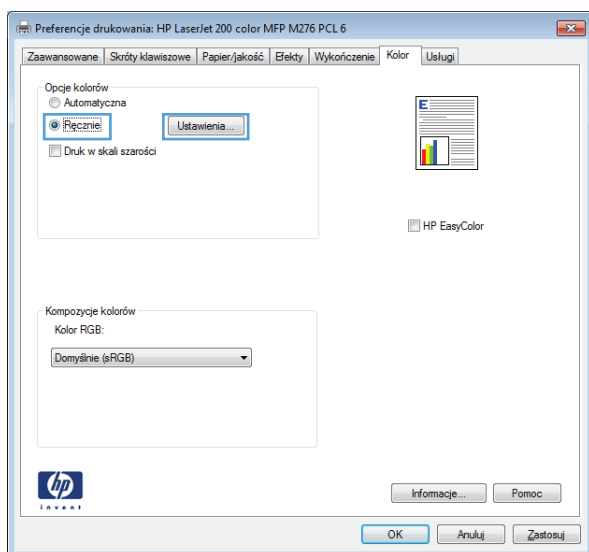 Preferencje drukowania: HP LaserJet 200 color MFP M276 PCL 6
Zaawansowane Skróty klawiszowe Papier/jakość Efekty Wykończenie Kolor Usługi
Opcje kolorów
Automatyczna
Ręcznie Ustawienia...
Druk w skali szarości
E
HP EasyColor
Kompozycje kolorów
Kolor RGB:
Domyślnie (sRGB)
hp
invent
Informacje... Pomoc
OK Anuluj Zastosuj